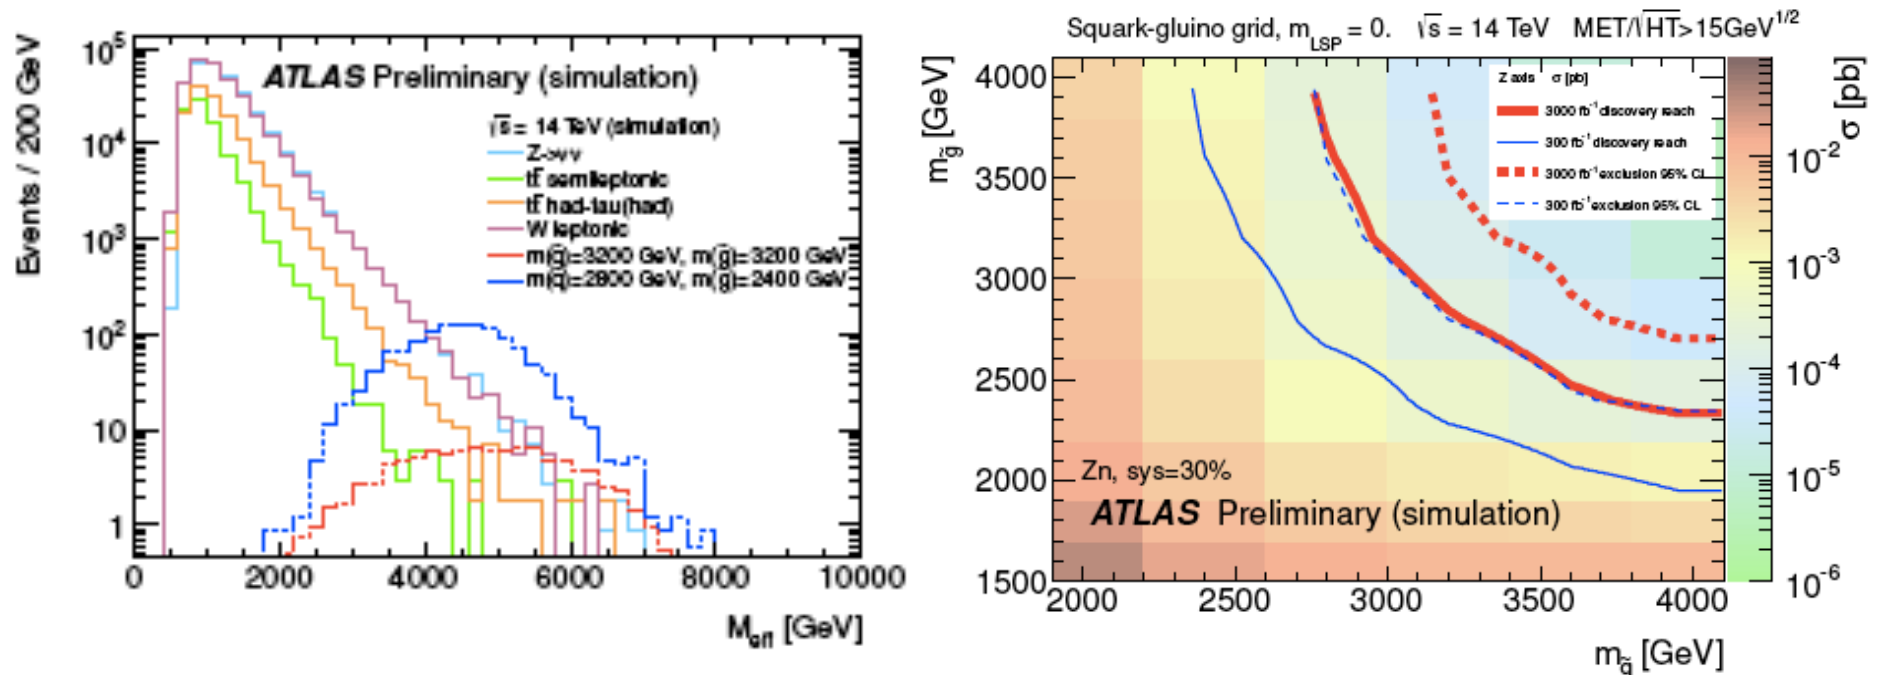 ATLAS Preliminary (simulation)
√s = 14 TeV (simulation)
Z->νν
tt̄ semileptonic
tt̄ had-tau(had)
W leptonic
m(q̃)=3200 GeV, m(g̃)=3200 GeV
m(q̃)=2800 GeV, m(g̃)=2400 GeV
Events / 200 GeV
10⁵
10⁴
10³
10²
10
1
0 2000 4000 6000 8000 10000
M_eff [GeV]
Squark-gluino grid, m_LSP = 0. √s = 14 TeV MET/√HT>15GeV^1/2
Z axis σ [pb]
3000 fb⁻¹ discovery reach
300 fb⁻¹ discovery reach
3000 fb⁻¹ exclusion 95% CL
300 fb⁻¹ exclusion 95% CL
m_g̃ [GeV]
4000
3500
3000
2500
2000
1500
Zn, sys=30%
ATLAS Preliminary (simulation)
2000 2500 3000 3500 4000
m_q̃ [GeV]
σ [pb]
10⁻²
10⁻³
10⁻⁴
10⁻⁵
10⁻⁶